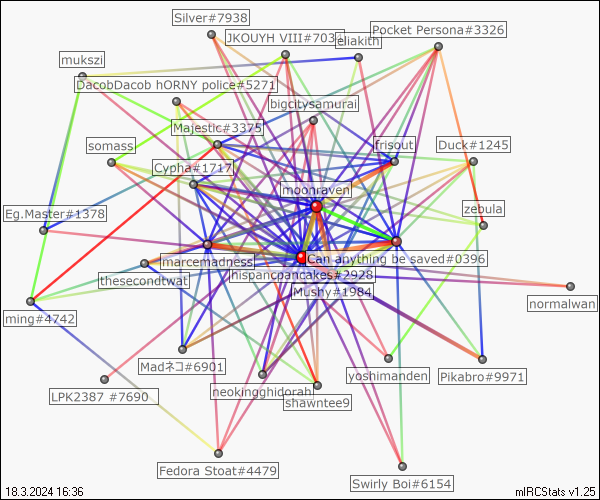 Silver#7938
Pocket Persona#3326
JKOUYH VIII#703
eliakith
mukszi
DacobDacob hORNY police#5271
bigcitysamurai
Majestic#3375
frisout
Duck#1245
somass
Cypha#1717
moonraven
Eg.Master#1378
zebula
marcemadness
Can anything be saved#0396
hispancpancakes#2928
thesecondtwat
Mushy#1984
normalwan
ming#4742
Madネコ#6901
yoshimanden
Pikabro#9971
LPK2387 #7690
neokingghidorah
shawntee9
Fedora Stoat#4479
Swirly Boi#6154
18.3.2024 16:36
mIRCStats v1.25